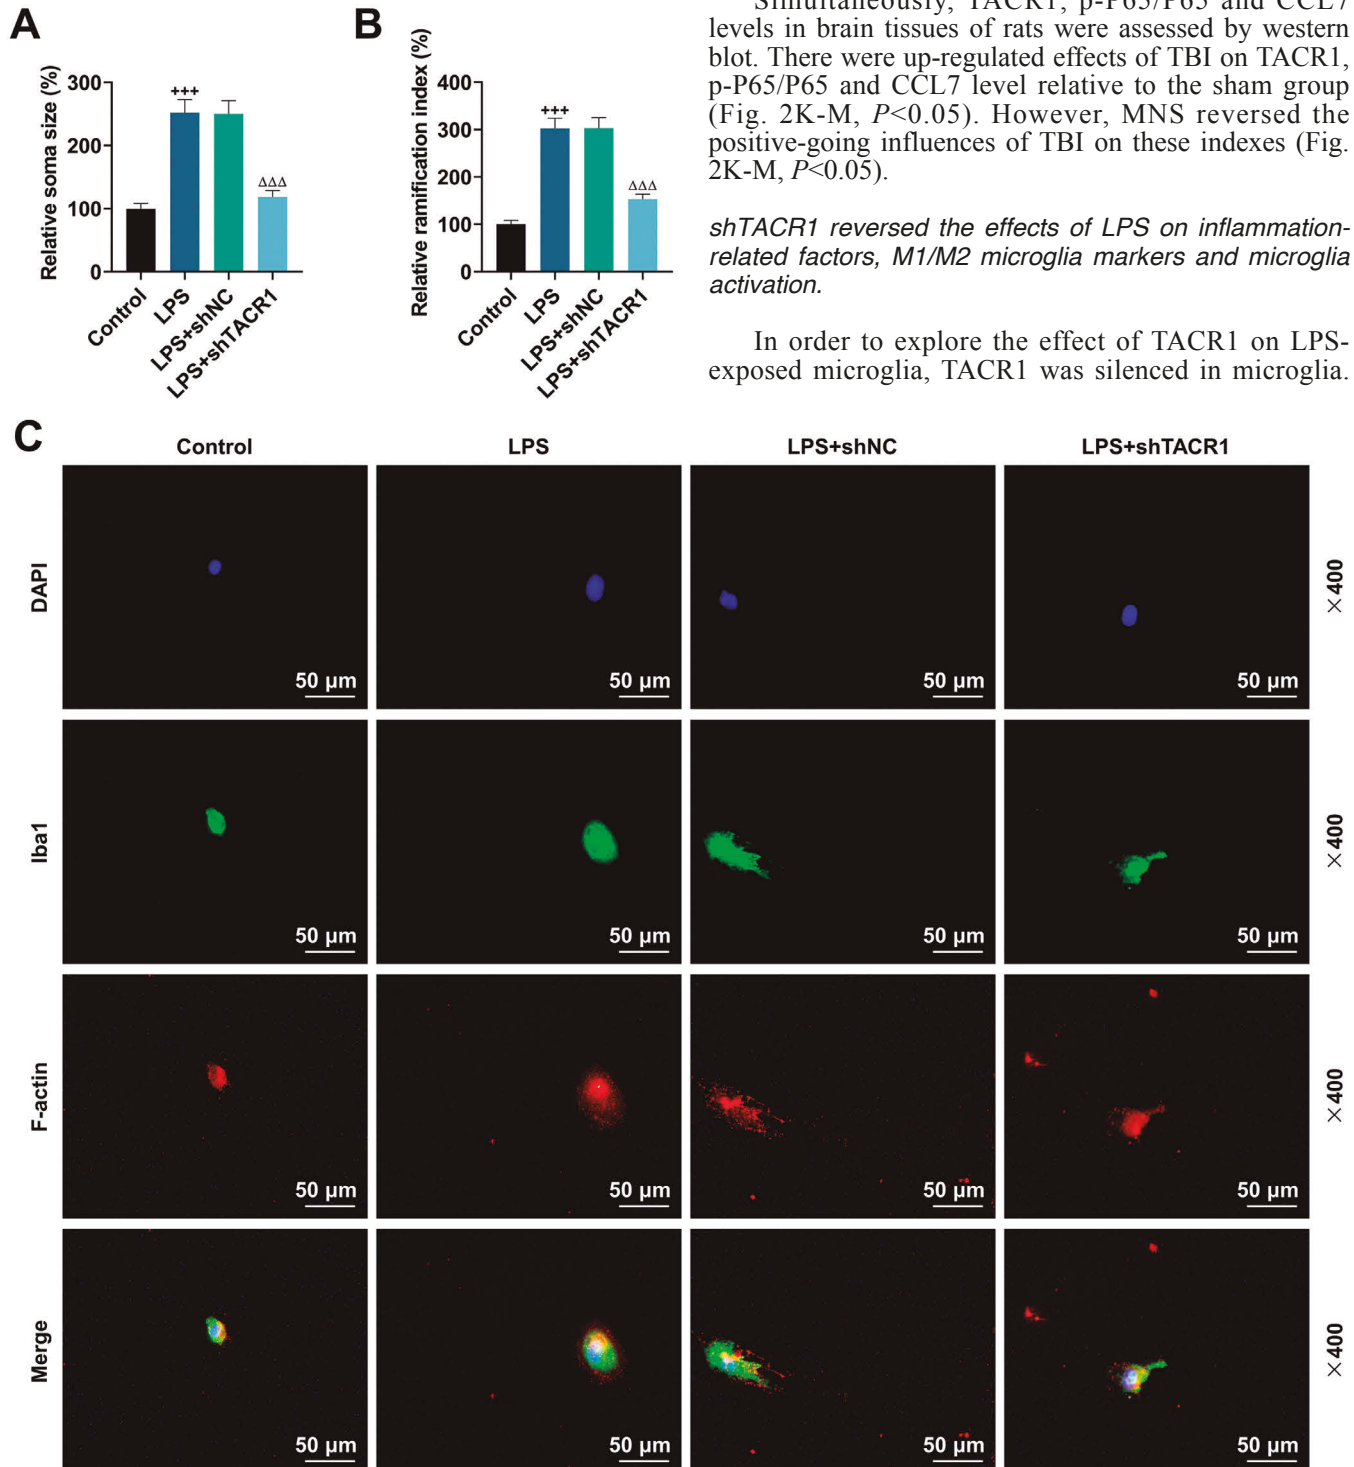 A
Relative soma size (%)
300
200
100
0
+++
ΔΔΔ
Control
LPS
LPS+shNC
LPS+shTACR1
B
Relative ramification index (%)
400
300
200
100
0
+++
ΔΔΔ
Control
LPS
LPS+shNC
LPS+shTACR1
Simultaneously, TACR1, p-P65/P65 and CCL7
levels in brain tissues of rats were assessed by western
blot. There were up-regulated effects of TBI on TACR1,
p-P65/P65 and CCL7 level relative to the sham group
(Fig. 2K-M, P<0.05). However, MNS reversed the
positive-going influences of TBI on these indexes (Fig.
2K-M, P<0.05).
shTACR1 reversed the effects of LPS on inflammation-
related factors, M1/M2 microglia markers and microglia
activation.
In order to explore the effect of TACR1 on LPS-
exposed microglia, TACR1 was silenced in microglia.
C
Control LPS LPS+shNC LPS+shTACR1
DAPI
50 µm 50 µm 50 µm 50 µm
×400
Iba1
50 µm 50 µm 50 µm 50 µm
×400
F-actin
50 µm 50 µm 50 µm 50 µm
×400
Merge
50 µm 50 µm 50 µm 50 µm
×400